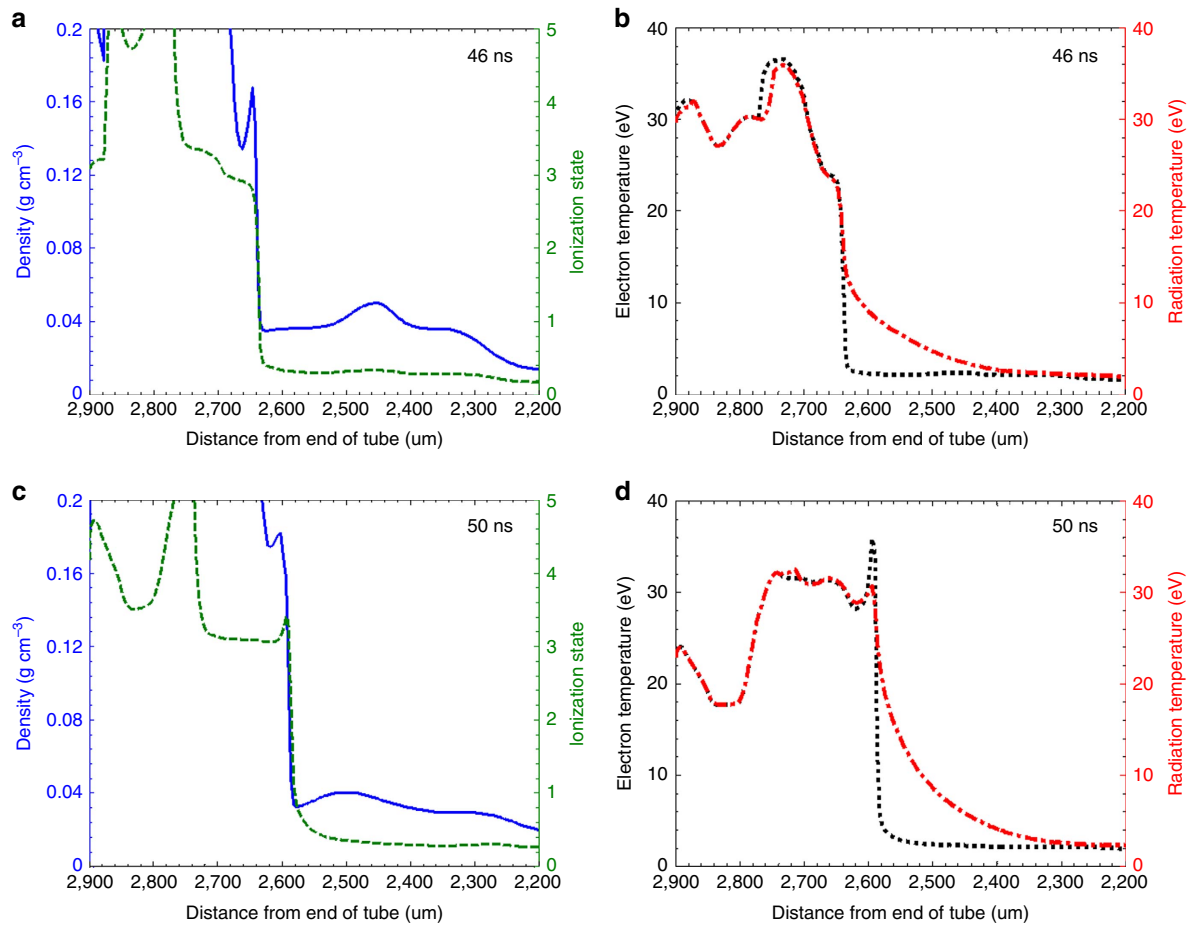 a
0.2
0.16
0.12
0.08
0.04
0
Density (g cm⁻³)
5
4
3
2
1
0
Ionization state
46 ns
2,900 2,800 2,700 2,600 2,500 2,400 2,300 2,200
Distance from end of tube (um)
b
40
30
20
10
0
Electron temperature (eV)
40
30
20
10
0
Radiation temperature (eV)
46 ns
2,900 2,800 2,700 2,600 2,500 2,400 2,300 2,200
Distance from end of tube (um)
c
0.2
0.16
0.12
0.08
0.04
0
Density (g cm⁻³)
5
4
3
2
1
0
Ionization state
50 ns
2,900 2,800 2,700 2,600 2,500 2,400 2,300 2,200
Distance from end of tube (um)
d
40
30
20
10
0
Electron temperature (eV)
40
30
20
10
0
Radiation temperature (eV)
50 ns
2,900 2,800 2,700 2,600 2,500 2,400 2,300 2,200
Distance from end of tube (um)